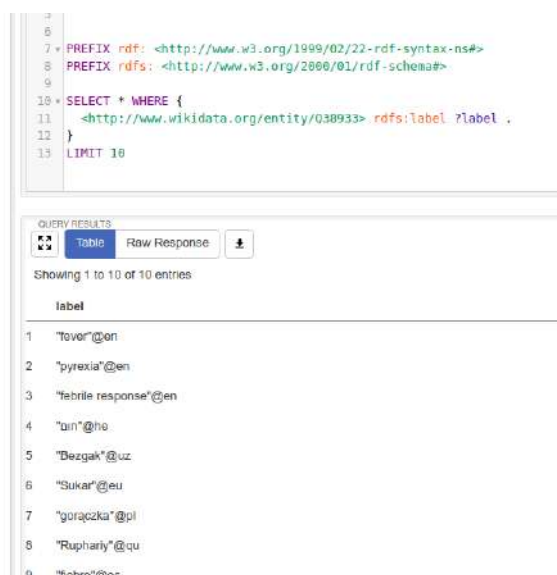 6
7 PREFIX rdf: <http://www.w3.org/1999/02/22-rdf-syntax-ns#>
8 PREFIX rdfs: <http://www.w3.org/2000/01/rdf-schema#>
9
10 SELECT * WHERE {
11 <http://www.wikidata.org/entity/Q38933> rdfs:label ?label .
12 }
13 LIMIT 10
QUERY RESULTS
Table Raw Response
Showing 1 to 10 of 10 entries
label
1 "fever"@en
2 "pyrexia"@en
3 "febrile response"@en
4 "חום"@he
5 "Bezgak"@uz
6 "Sukar"@eu
7 "gorączka"@pl
8 "Ruphariy"@qu
9 "fiebre"@es